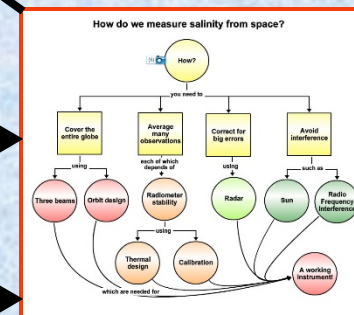 How do we measure salinity from space?
How?
you need to
Cover the
entire globe
Average
many
observations
Correct for
big errors
Avoid
interference
using
each of which
depends of
using
such as
Three beams
Orbit design
Radiometer
stability
Radar
Sun
Radio
Frequency
Interference
using
Thermal
design
Calibration
A working
instrument!
which are needed for